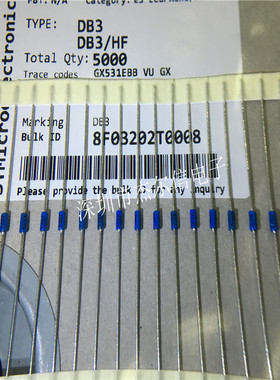 TYPE: DB3
DB3/HF
Total Qty: 5000
Trace codes GX531EBB VU GX
Marking DB3
Bulk ID 8F03202T0008
Please provide the bulk ID for any inquiry